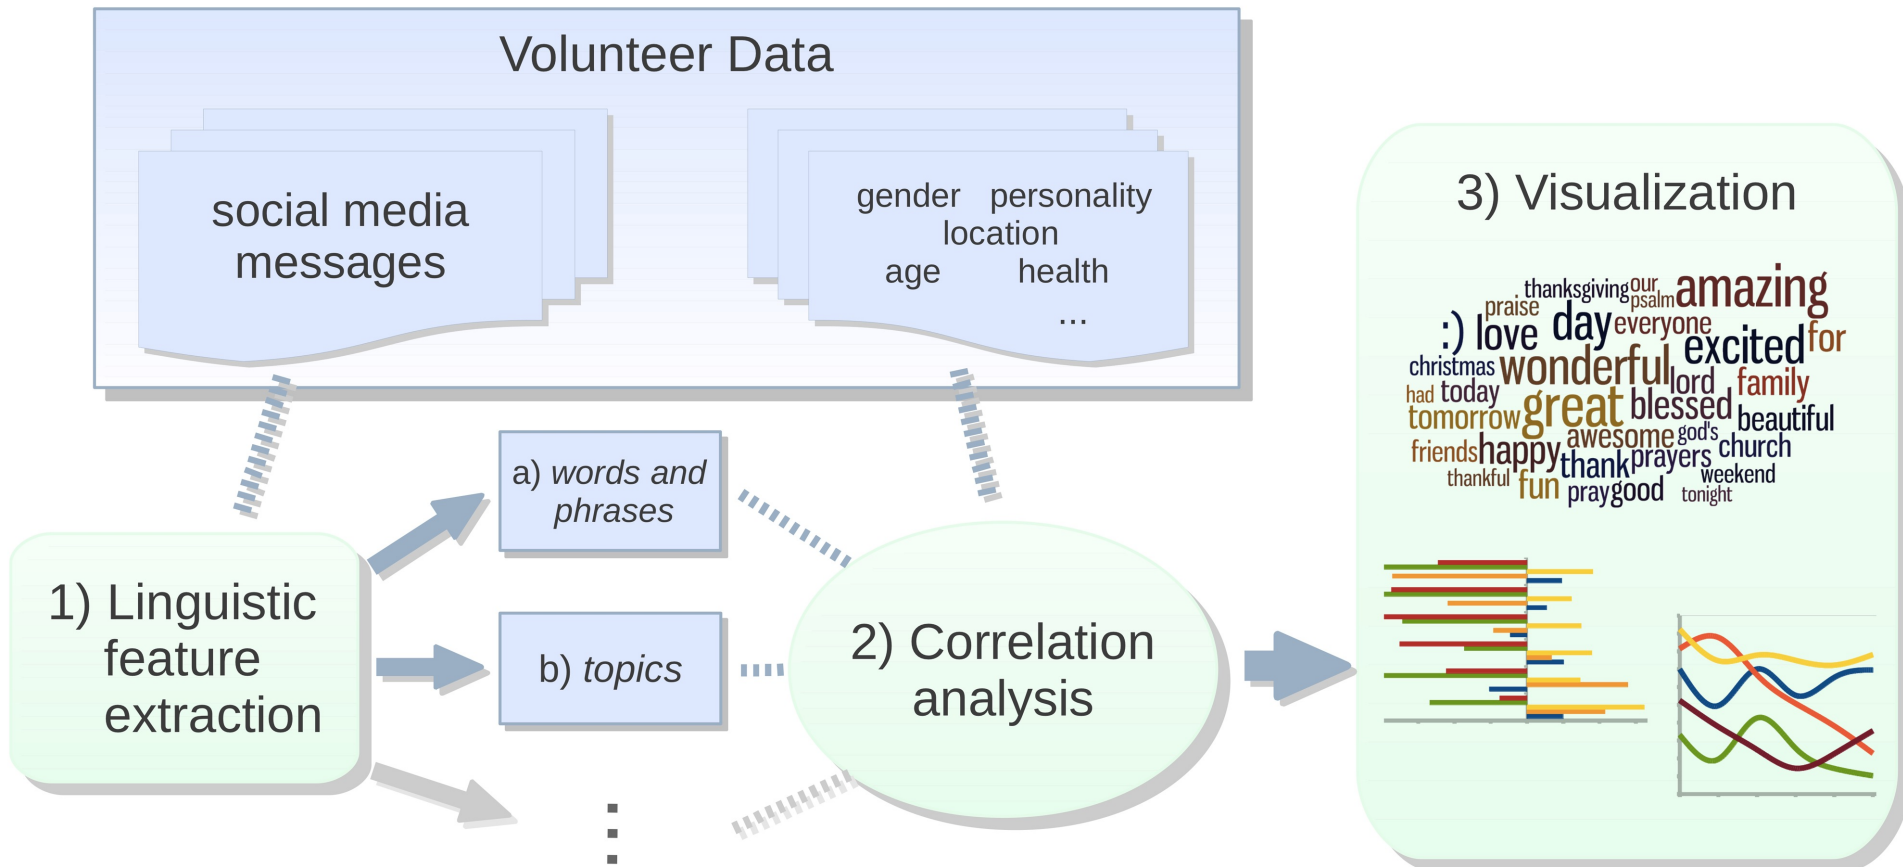 Volunteer Data
social media
messages
gender personality
location
age health
...
a) words and
phrases
b) topics
1) Linguistic
feature
extraction
2) Correlation
analysis
3) Visualization
thanksgiving our amazing
praise psalm
:) love day everyone excited for
christmas wonderful lord family
had today
tomorrow great blessed beautiful
friends happy awesome god's church
thank prayers weekend
thankful fun pray good tonight